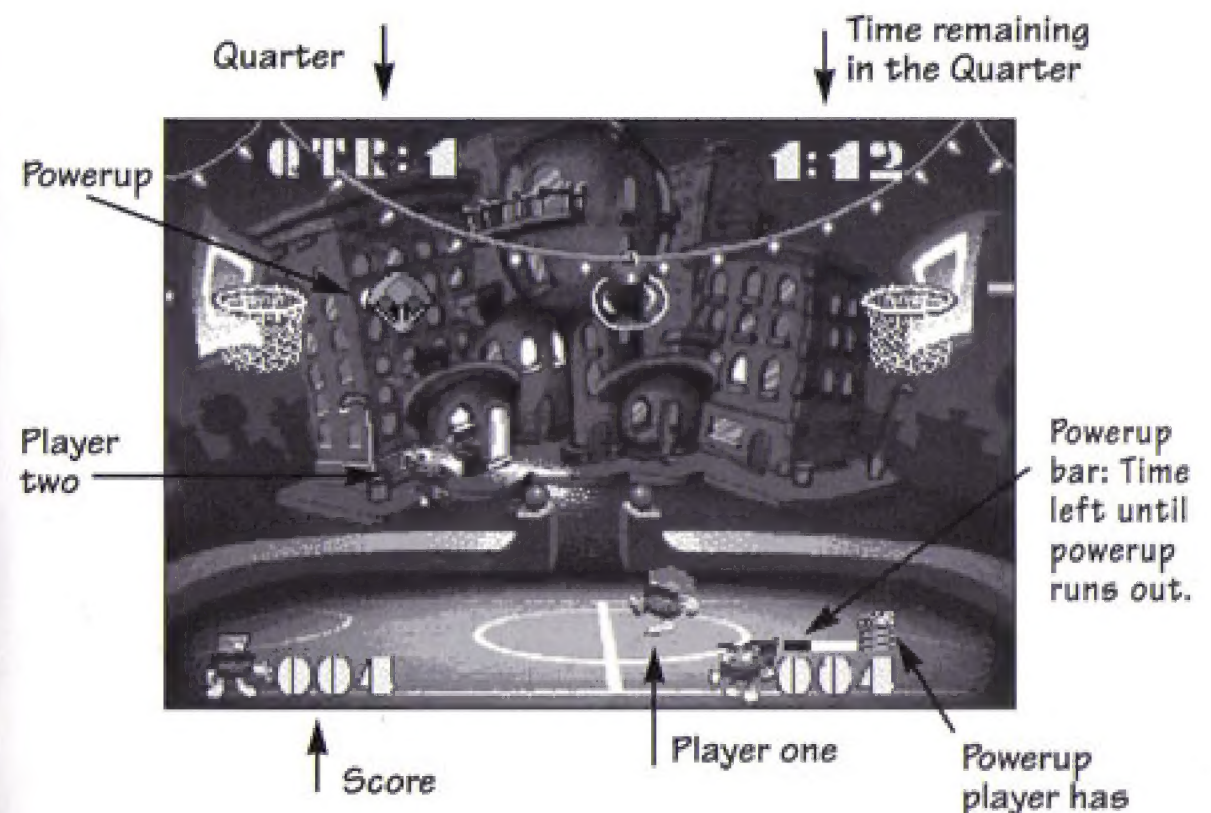 Quarter
Time remaining
in the Quarter
QTR: 1
1:12
Powerup
Player
two
Powerup
bar: Time
left until
powerup
runs out.
004
004
Score
Player one
Powerup
player has